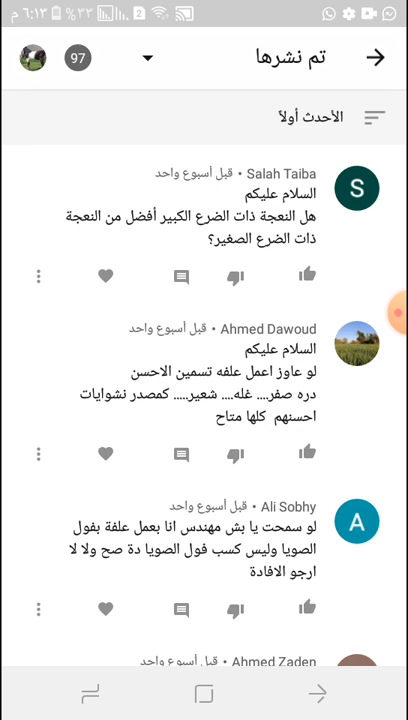 ٦:١٣ م ٣٣% 2
تم نشرها 97
الأحدث أولاً
Salah Taiba • قبل أسبوع واحد
السلام عليكم
هل النعجة ذات الضرع الكبير أفضل من النعجة
ذات الضرع الصغير؟
Ahmed Dawoud • قبل أسبوع واحد
السلام عليكم
لو عاوز اعمل علفه تسمين الاحسن
دره صفر.... غله.... شعير..... كمصدر نشوايات
احسنهم كلها متاح
Ali Sobhy • قبل أسبوع واحد
لو سمحت يا بش مهندس انا بعمل علفة بفول
الصويا وليس كسب فول الصويا دة صح ولا لا
ارجو الافادة
Ahmed Zaden • قبل أسبوع واحد
S
A